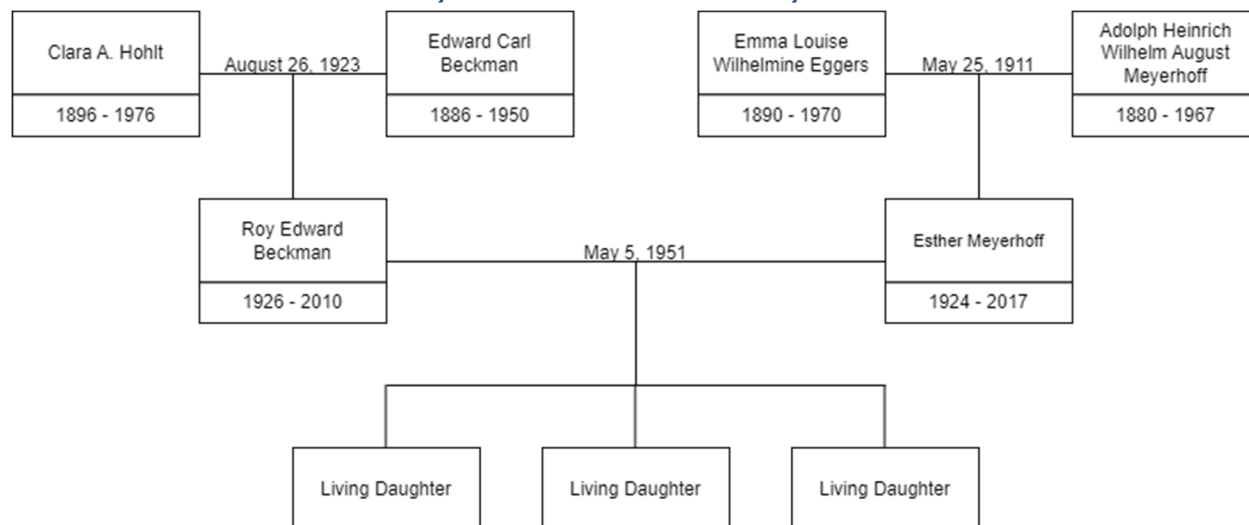 Clara A. Hohlt
August 26, 1923
Edward Carl
Beckman
1896 - 1976
1886 - 1950
Emma Louise
Wilhelmine Eggers
May 25, 1911
Adolph Heinrich
Wilhelm August
Meyerhoff
1890 - 1970
1880 - 1967
Roy Edward
Beckman
May 5, 1951
Esther Meyerhoff
1926 - 2010
1924 - 2017
Living Daughter
Living Daughter
Living Daughter